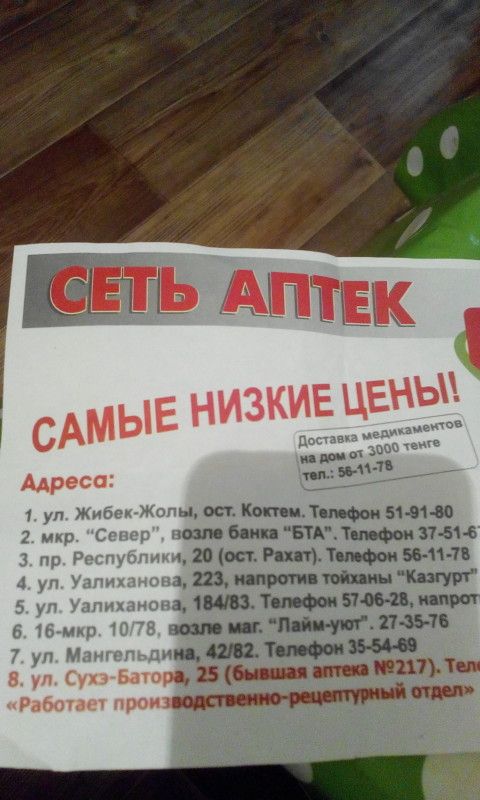 СЕТЬ АПТЕК
САМЫЕ НИЗКИЕ ЦЕНЫ!
Доставка медикаментов
на дом от 3000 тенге
тел.: 56-11-78
Адреса:
1. ул. Жибек-Жолы, ост. Коктем. Телефон 51-91-80
2. мкр. “Север”, возле банка “БТА”. Телефон 37-51-6
3. пр. Республики, 20 (ост. Рахат). Телефон 56-11-78
4. ул. Уалиханова, 223, напротив тойханы “Казгурт”
5. ул. Уалиханова, 184/83. Телефон 57-06-28, напрот
6. 16-мкр. 10/78, возле маг. “Лайм-уют”. 27-35-76
7. ул. Мангельдина, 42/82. Телефон 35-54-69
8. ул. Сухэ-Батора, 25 (бывшая аптека №217). Тел
«Работает производственно-рецептурный отдел»